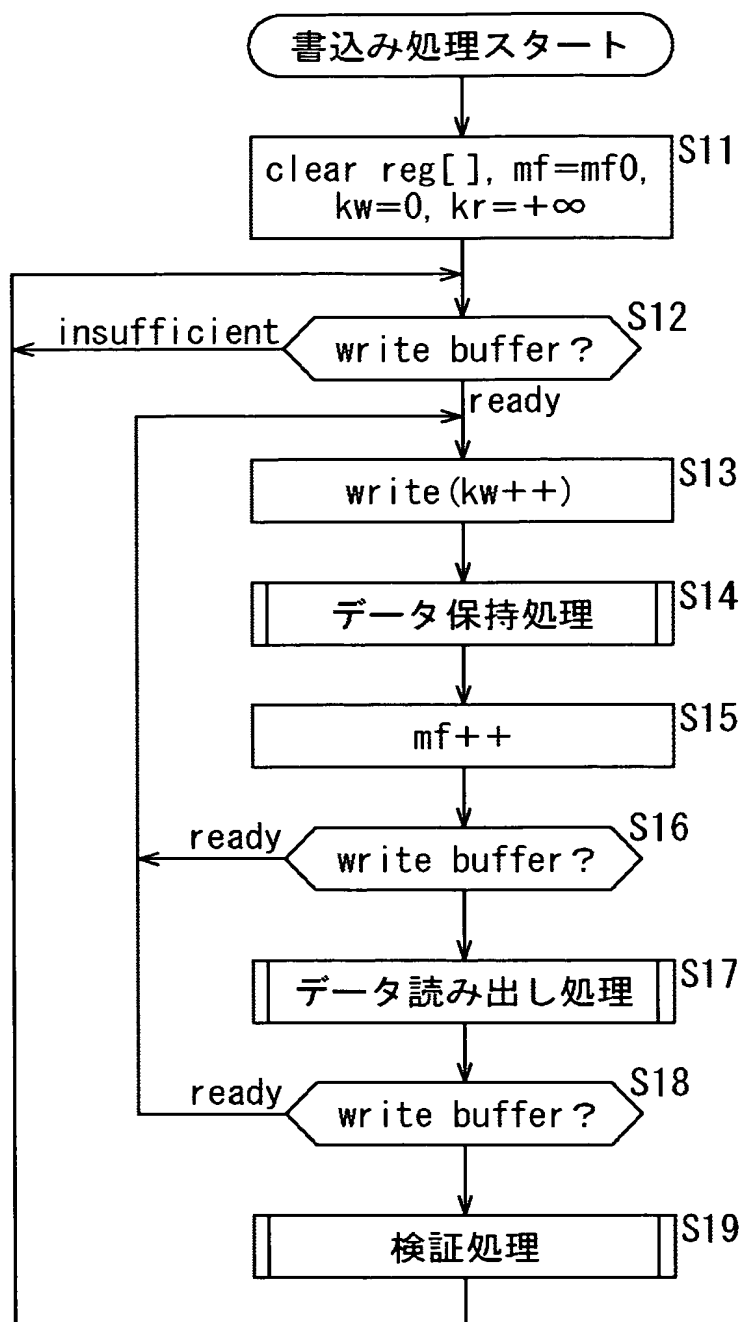 書込み処理スタート
S11
clear reg[ ], mf=mf0,
kw=0, kr=+∞
S12
insufficient
write buffer?
ready
S13
write(kw++)
S14
データ保持処理
S15
mf++
S16
ready
write buffer?
S17
データ読み出し処理
S18
ready
write buffer?
S19
検証処理